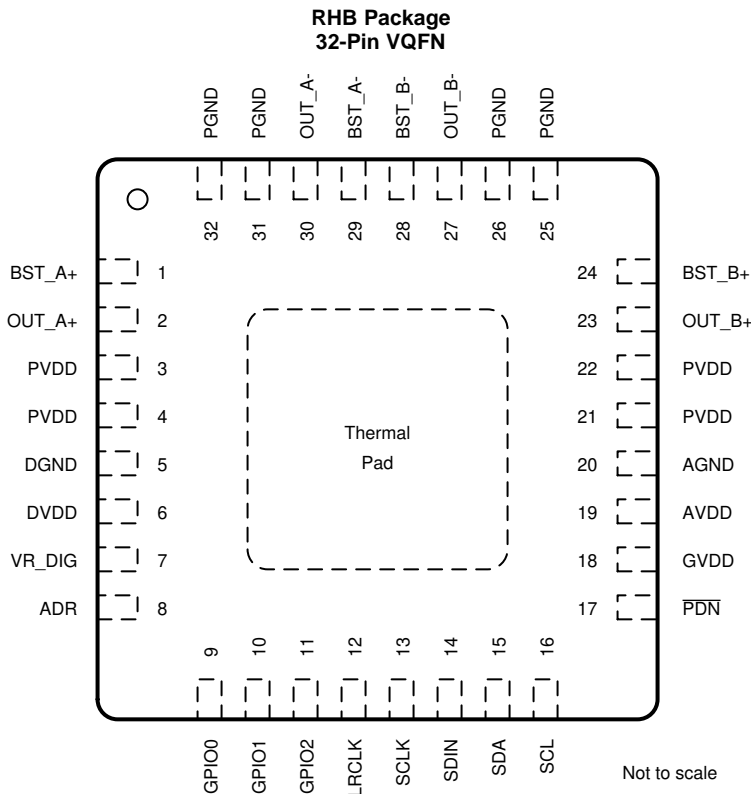 RHB Package
32-Pin VQFN
PGND
PGND
OUT_A-
BST_A-
BST_B-
OUT_B-
PGND
PGND
32
31
30
29
28
27
26
25
BST_A+ 1
OUT_A+ 2
PVDD 3
PVDD 4
DGND 5
DVDD 6
VR_DIG 7
ADR 8
Thermal
Pad
24 BST_B+
23 OUT_B+
22 PVDD
21 PVDD
20 AGND
19 AVDD
18 GVDD
17 PDN
9
10
11
12
13
14
15
16
GPIO0
GPIO1
GPIO2
LRCLK
SCLK
SDIN
SDA
SCL
Not to scale